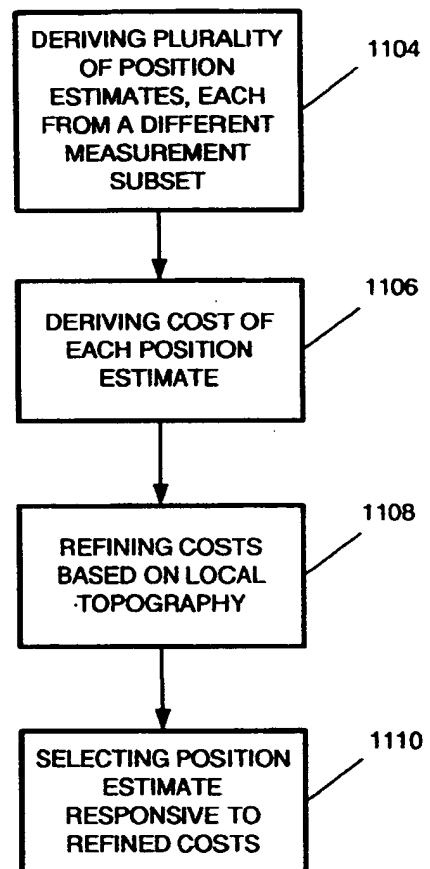 DERIVING PLURALITY
OF POSITION
ESTIMATES, EACH
FROM A DIFFERENT
MEASUREMENT
SUBSET
1104
DERIVING COST OF
EACH POSITION
ESTIMATE
1106
REFINING COSTS
BASED ON LOCAL
TOPOGRAPHY
1108
SELECTING POSITION
ESTIMATE
RESPONSIVE TO
REFINED COSTS
1110